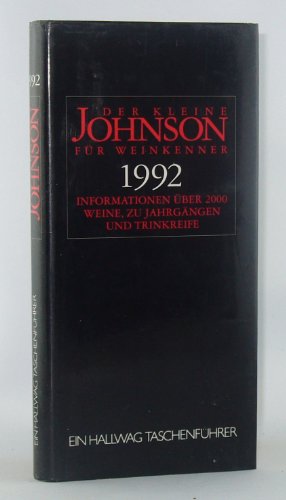 DER KLEINE
JOHNSON
FÜR WEINKENNER
1992
INFORMATIONEN ÜBER 2000
WEINE, ZU JAHRGÄNGEN
UND TRINKREIFE
EIN HALLWAG TASCHENFÜHRER
1992
JOHNSON
EIN HALLWAG TASCHENFÜHRER